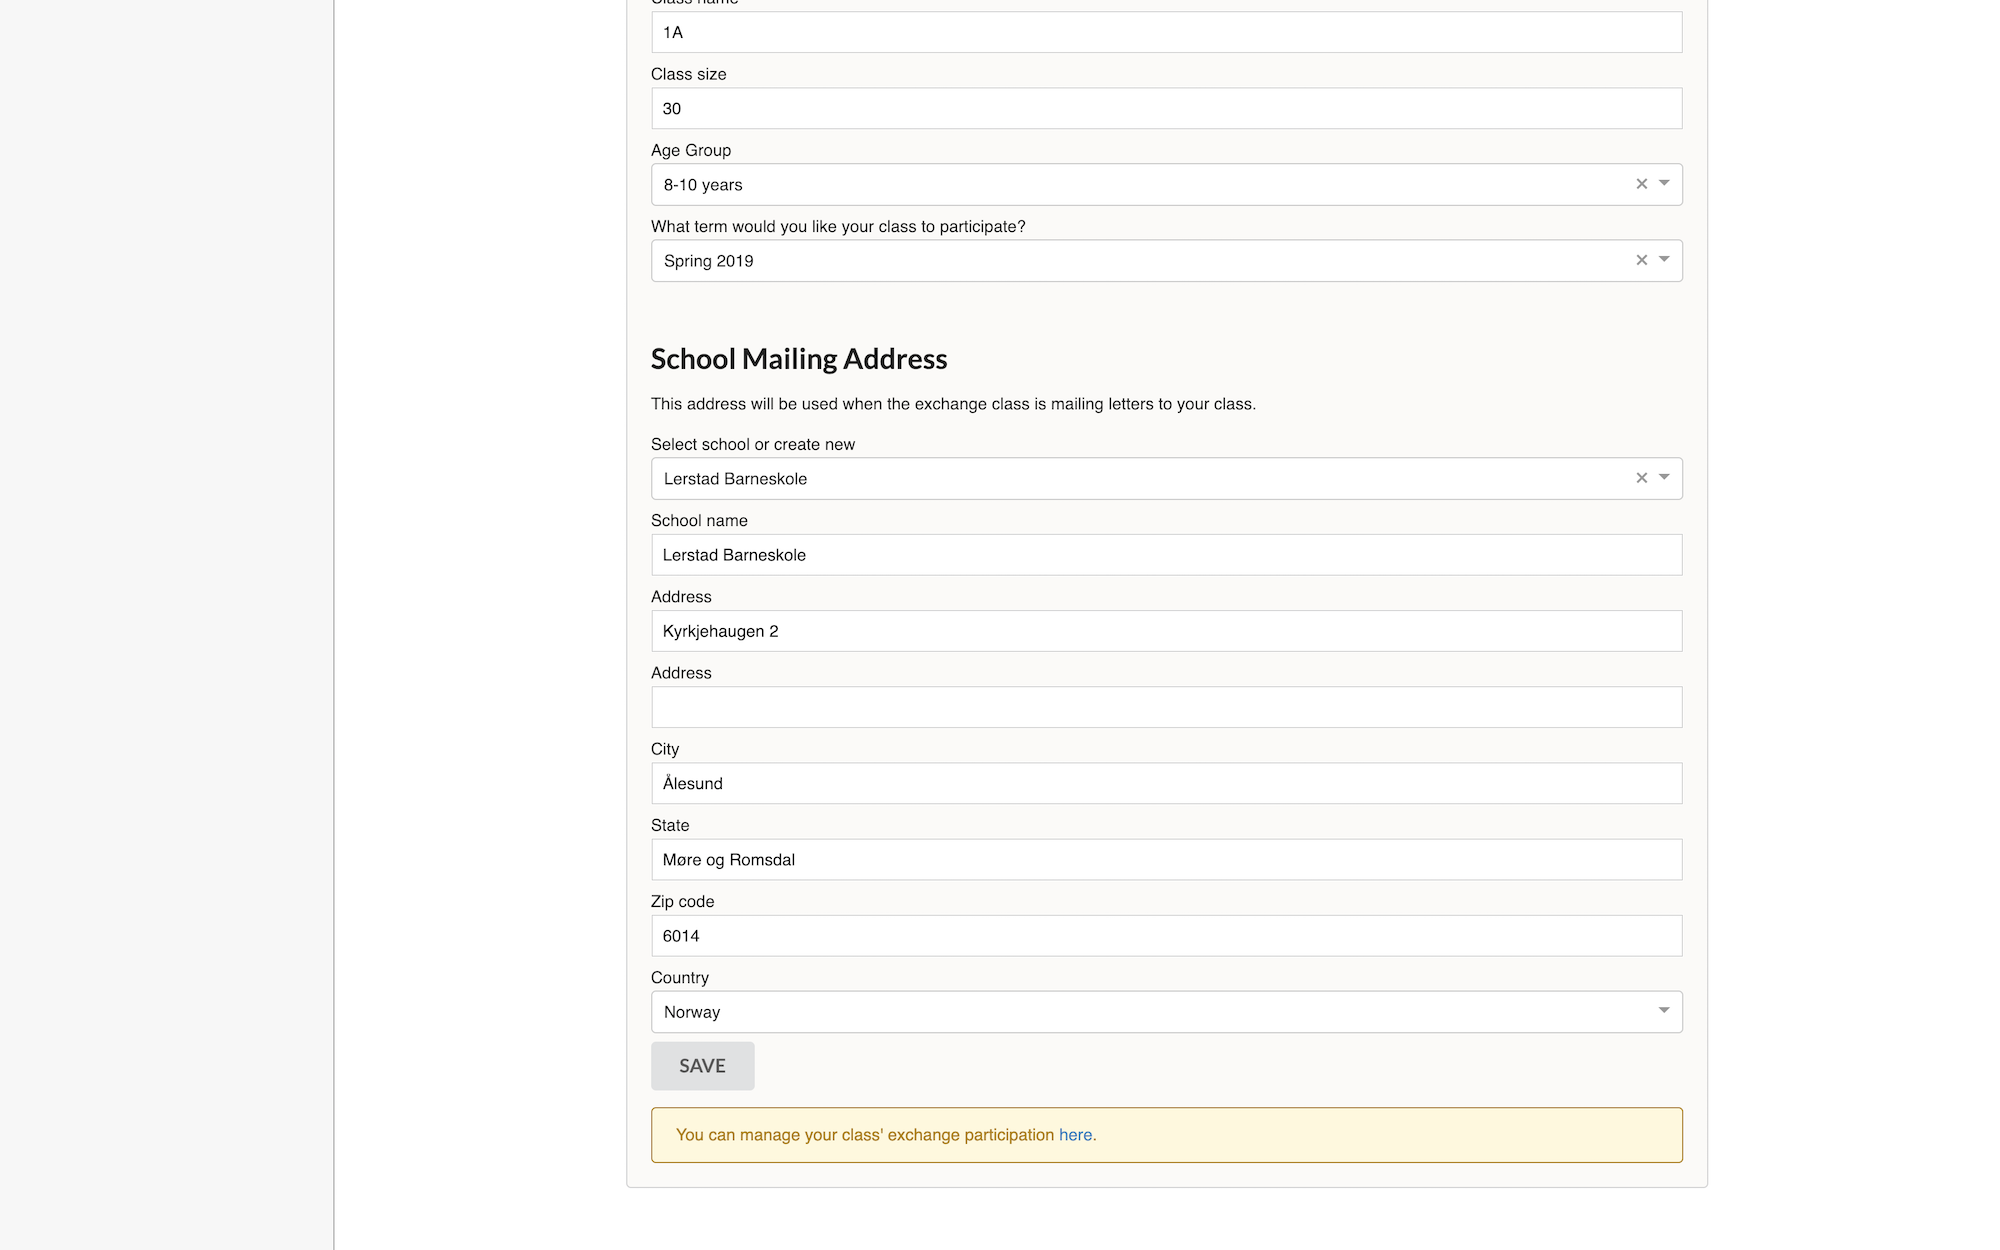 Class name
1A
Class size
30
Age Group
8-10 years
What term would you like your class to participate?
Spring 2019
School Mailing Address
This address will be used when the exchange class is mailing letters to your class.
Select school or create new
Lerstad Barneskole
School name
Lerstad Barneskole
Address
Kyrkjehaugen 2
Address
City
Ålesund
State
Møre og Romsdal
Zip code
6014
Country
Norway
SAVE
You can manage your class' exchange participation here.